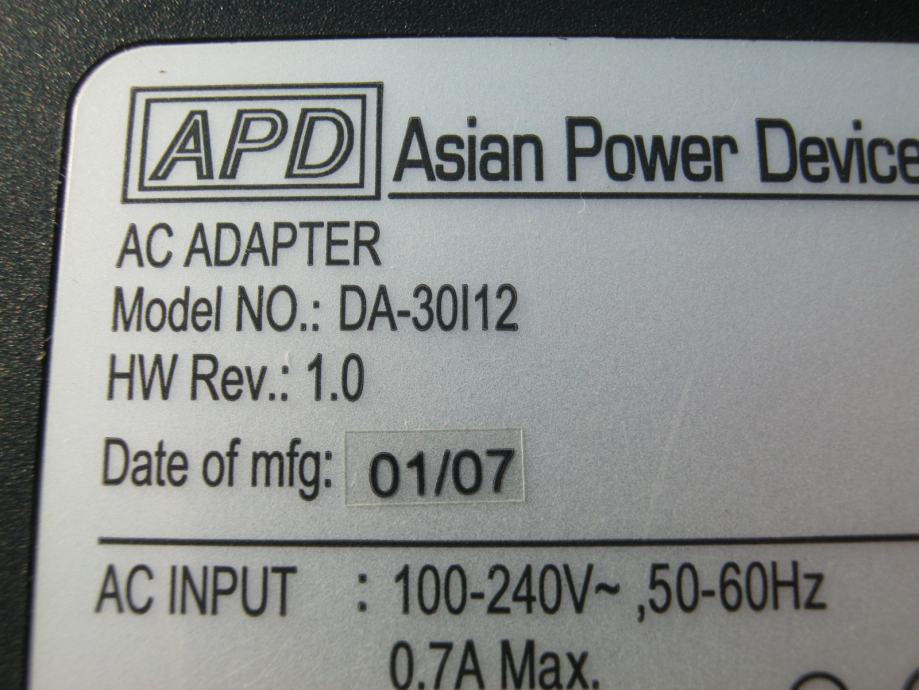 APD Asian Power Device
AC ADAPTER
Model NO.: DA-30I12
HW Rev.: 1.0
Date of mfg: 01/07
AC INPUT : 100-240V~ ,50-60Hz
0.7A Max.